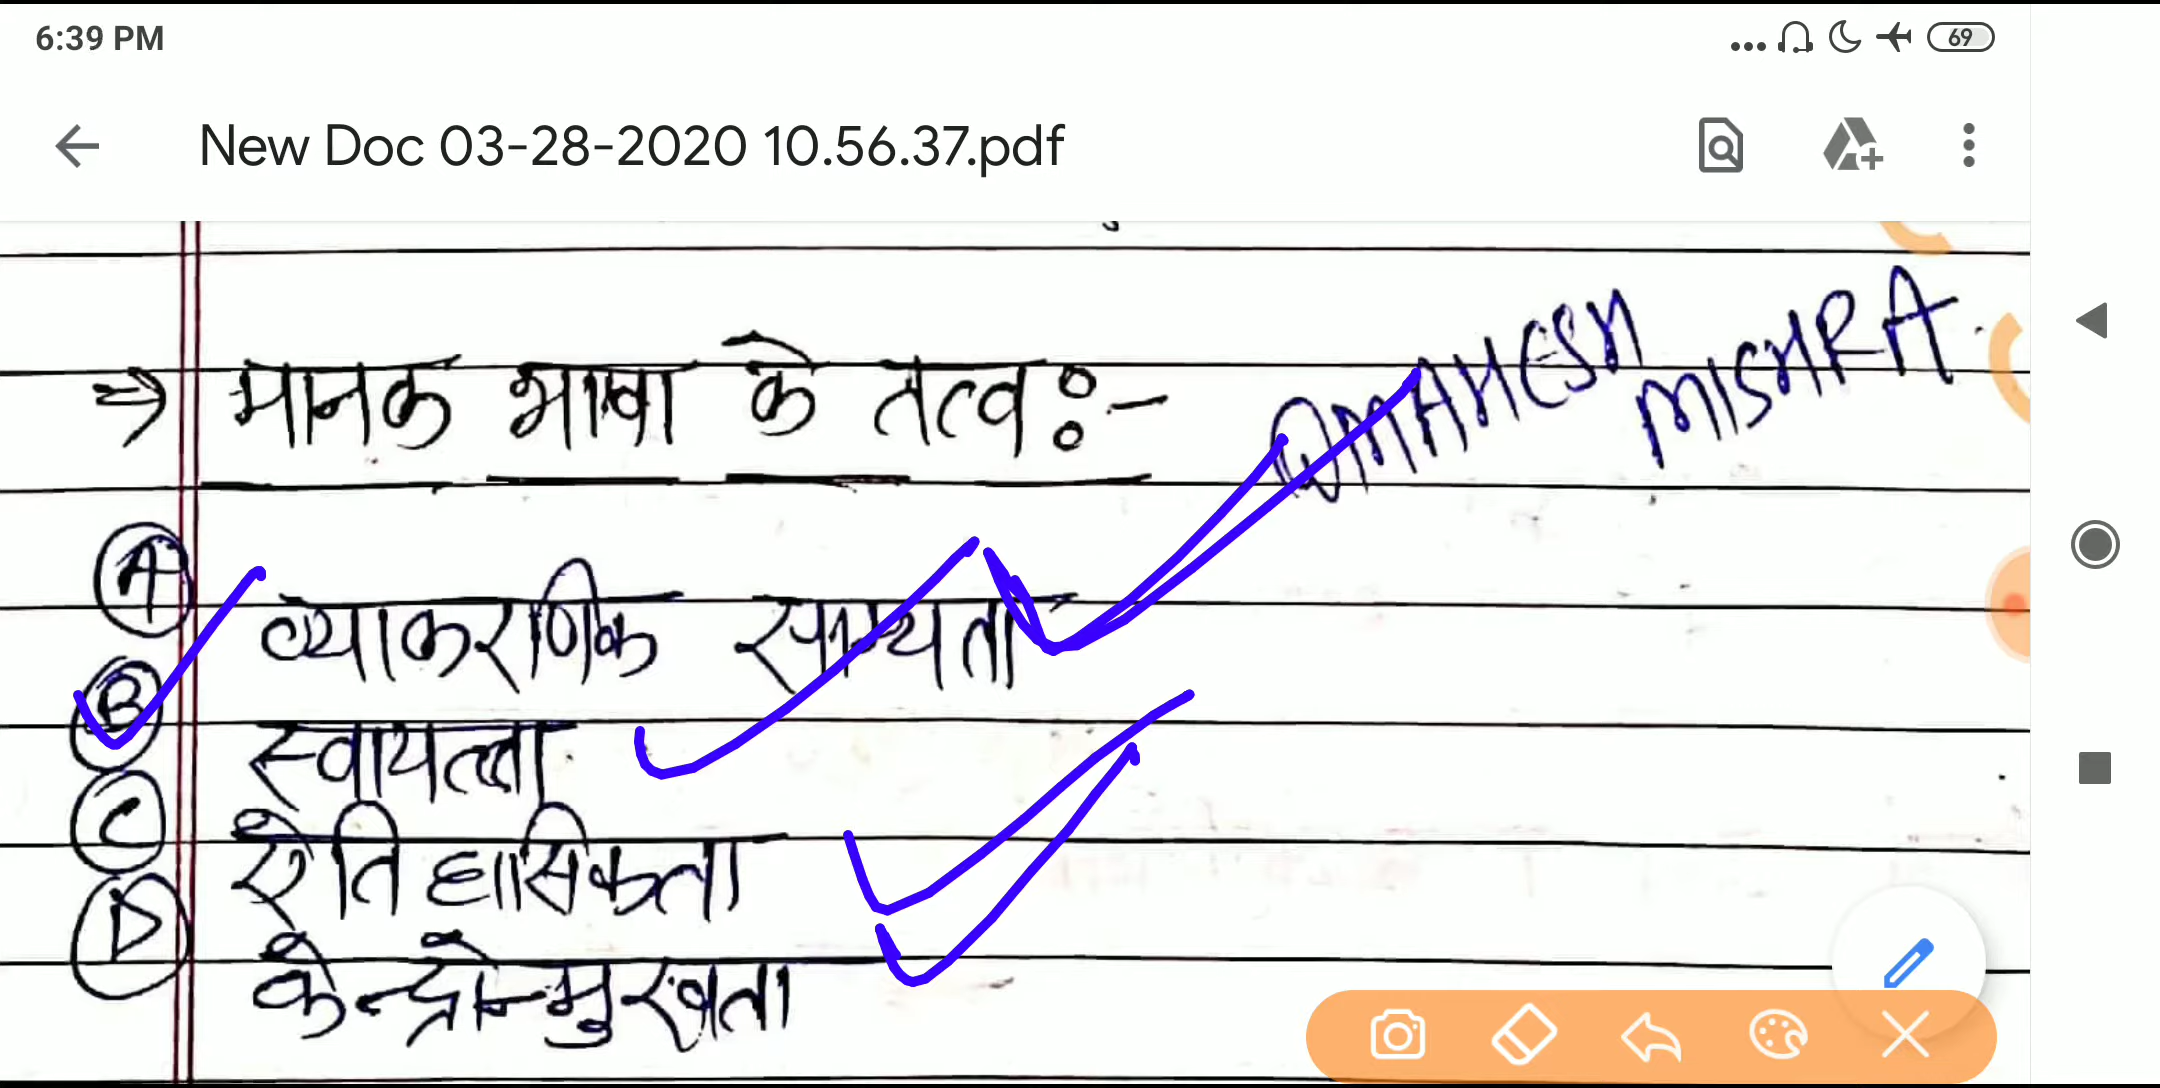 6:39 PM
69
New Doc 03-28-2020 10.56.37.pdf
⇒ मानक भाषा के तत्व :-
@MAHESH MISHRA
A व्याकरणिक साम्यता
B स्वायत्ता
C ऐतिहासिकता
D केन्द्रोन्मुखता